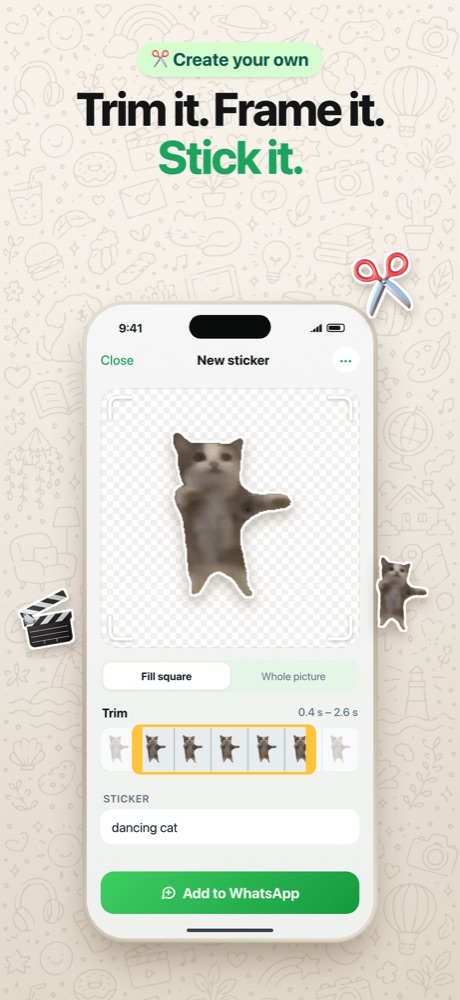 Create your own
Trim it. Frame it.
Stick it.
9:41
Close
New sticker
Fill square
Whole picture
Trim
0.4 s – 2.6 s
STICKER
dancing cat
Add to WhatsApp